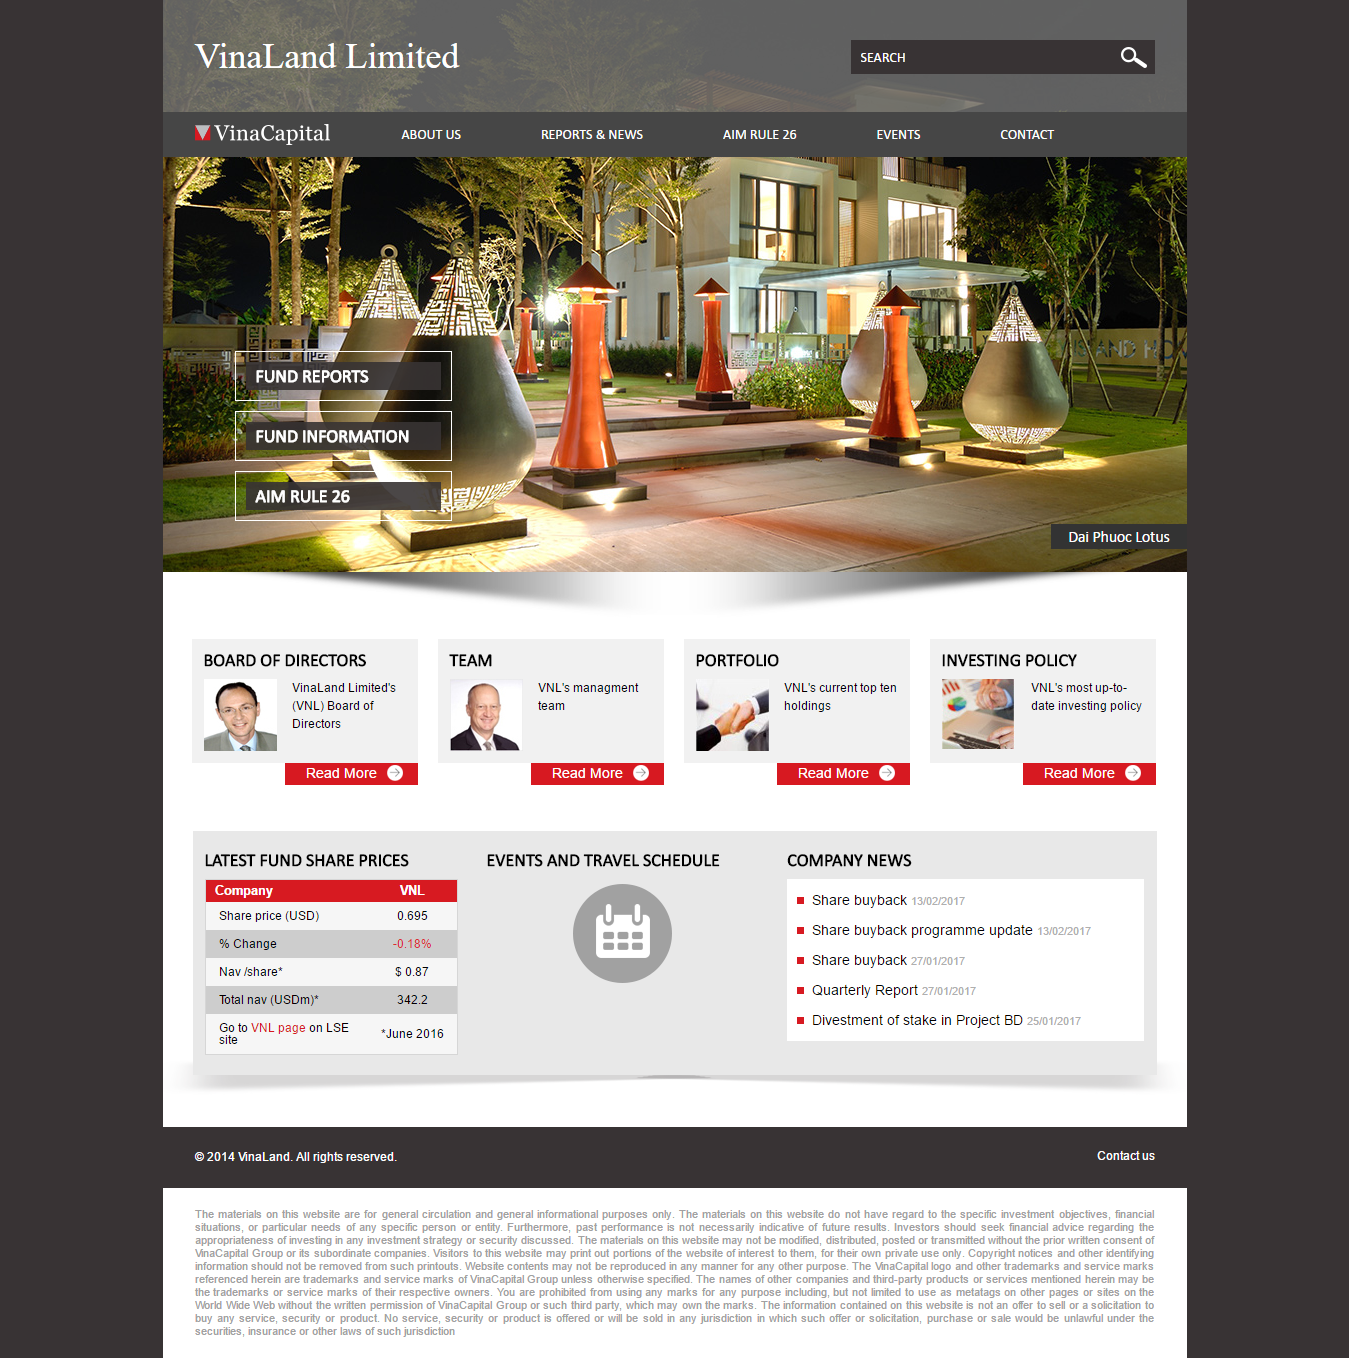 VinaLand Limited
SEARCH
VinaCapital
ABOUT US
REPORTS & NEWS
AIM RULE 26
EVENTS
CONTACT
FUND REPORTS
FUND INFORMATION
AIM RULE 26
Dai Phuoc Lotus
BOARD OF DIRECTORS
VinaLand Limited's
(VNL) Board of
Directors
Read More
TEAM
VNL's managment
team
Read More
PORTFOLIO
VNL's current top ten
holdings
Read More
INVESTING POLICY
VNL's most up-to-
date investing policy
Read More
LATEST FUND SHARE PRICES
Company VNL
Share price (USD) 0.695
% Change -0.18%
Nav /share* $ 0.87
Total nav (USDm)* 342.2
Go to VNL page on LSE
site
*June 2016
EVENTS AND TRAVEL SCHEDULE
COMPANY NEWS
Share buyback 13/02/2017
Share buyback programme update 13/02/2017
Share buyback 27/01/2017
Quarterly Report 27/01/2017
Divestment of stake in Project BD 25/01/2017
© 2014 VinaLand. All rights reserved.
Contact us
The materials on this website are for general circulation and general informational purposes only. The materials on this website do not have regard to the specific investment objectives, financial
situations, or particular needs of any specific person or entity. Furthermore, past performance is not necessarily indicative of future results. Investors should seek financial advice regarding the
appropriateness of investing in any investment strategy or security discussed. The materials on this website may not be modified, distributed, posted or transmitted without the prior written consent of
VinaCapital Group or its subordinate companies. Visitors to this website may print out portions of the website of interest to them, for their own private use only. Copyright notices and other identifying
information should not be removed from such printouts. Website contents may not be reproduced in any manner for any other purpose. The VinaCapital logo and other trademarks and service marks
referenced herein are trademarks and service marks of VinaCapital Group unless otherwise specified. The names of other companies and third-party products or services mentioned herein may be
the trademarks or service marks of their respective owners. You are prohibited from using any marks for any purpose including, but not limited to use as metatags on other pages or sites on the
World Wide Web without the written permission of VinaCapital Group or such third party, which may own the marks. The information contained on this website is not an offer to sell or a solicitation to
buy any service, security or product. No service, security or product is offered or will be sold in any jurisdiction in which such offer or solicitation, purchase or sale would be unlawful under the
securities, insurance or other laws of such jurisdiction